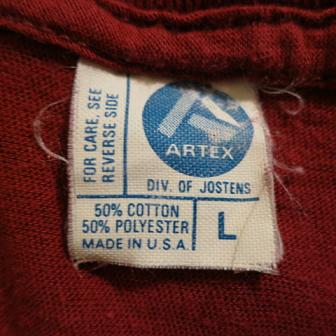 FOR CARE, SEE
REVERSE SIDE
ARTEX
DIV. OF JOSTENS
50% COTTON
50% POLYESTER
MADE IN U.S.A.
L